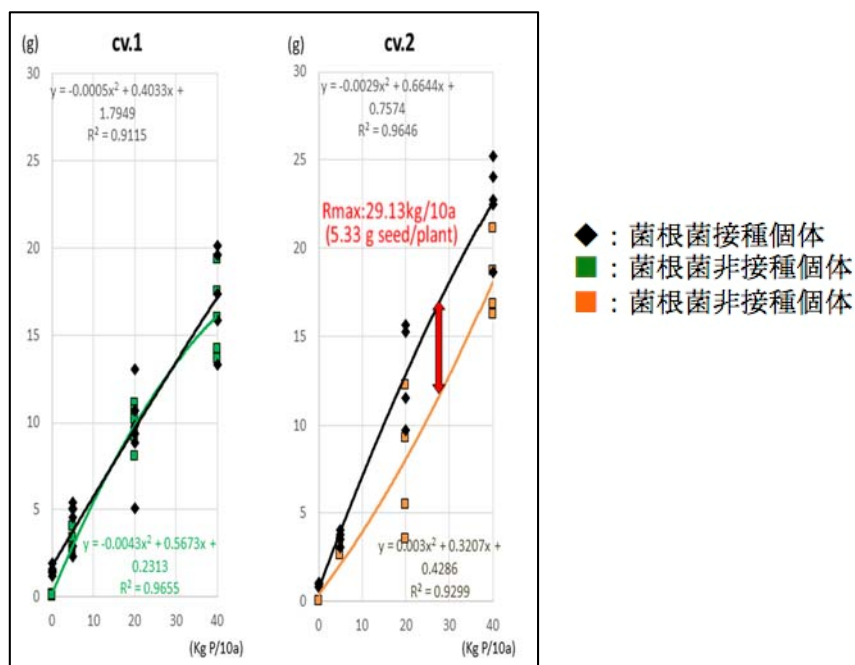 cv.1
(g)
30
y = -0.0005x² + 0.4033x +
1.7949
R² = 0.9115
25
20
15
10
5
y = -0.0043x² + 0.5673x +
0.2313
R² = 0.9655
0
0 10 20 30 40
(Kg P/10a)
cv.2
(g)
30
y = -0.0029x² + 0.6644x +
0.7574
R² = 0.9646
25
Rmax:29.13kg/10a
(5.33 g seed/plant)
20
15
10
5
y = 0.003x² + 0.3207x +
0.4286
R² = 0.9299
0
0 10 20 30 40
(Kg P/10a)
◆：菌根菌接種個体
■：菌根菌非接種個体
■：菌根菌非接種個体